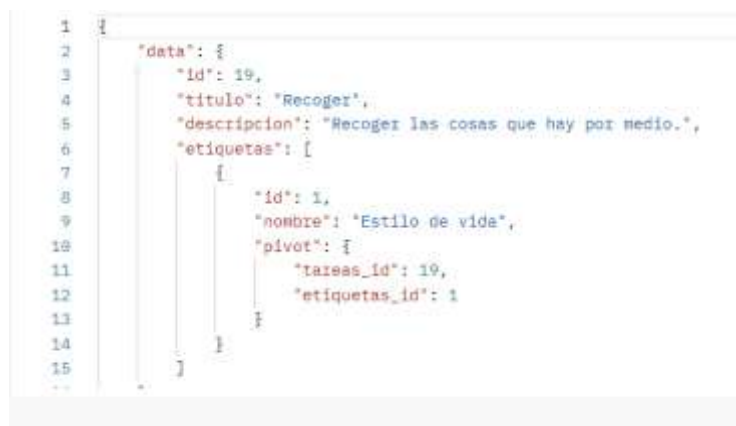 1 {
2 "data": {
3 "id": 19,
4 "titulo": "Recoger",
5 "descripcion": "Recoger las cosas que hay por medio.",
6 "etiquetas": [
7 {
8 "id": 1,
9 "nombre": "Estilo de vida",
10 "pivot": {
11 "tareas_id": 19,
12 "etiquetas_id": 1
13 }
14 }
15 ]